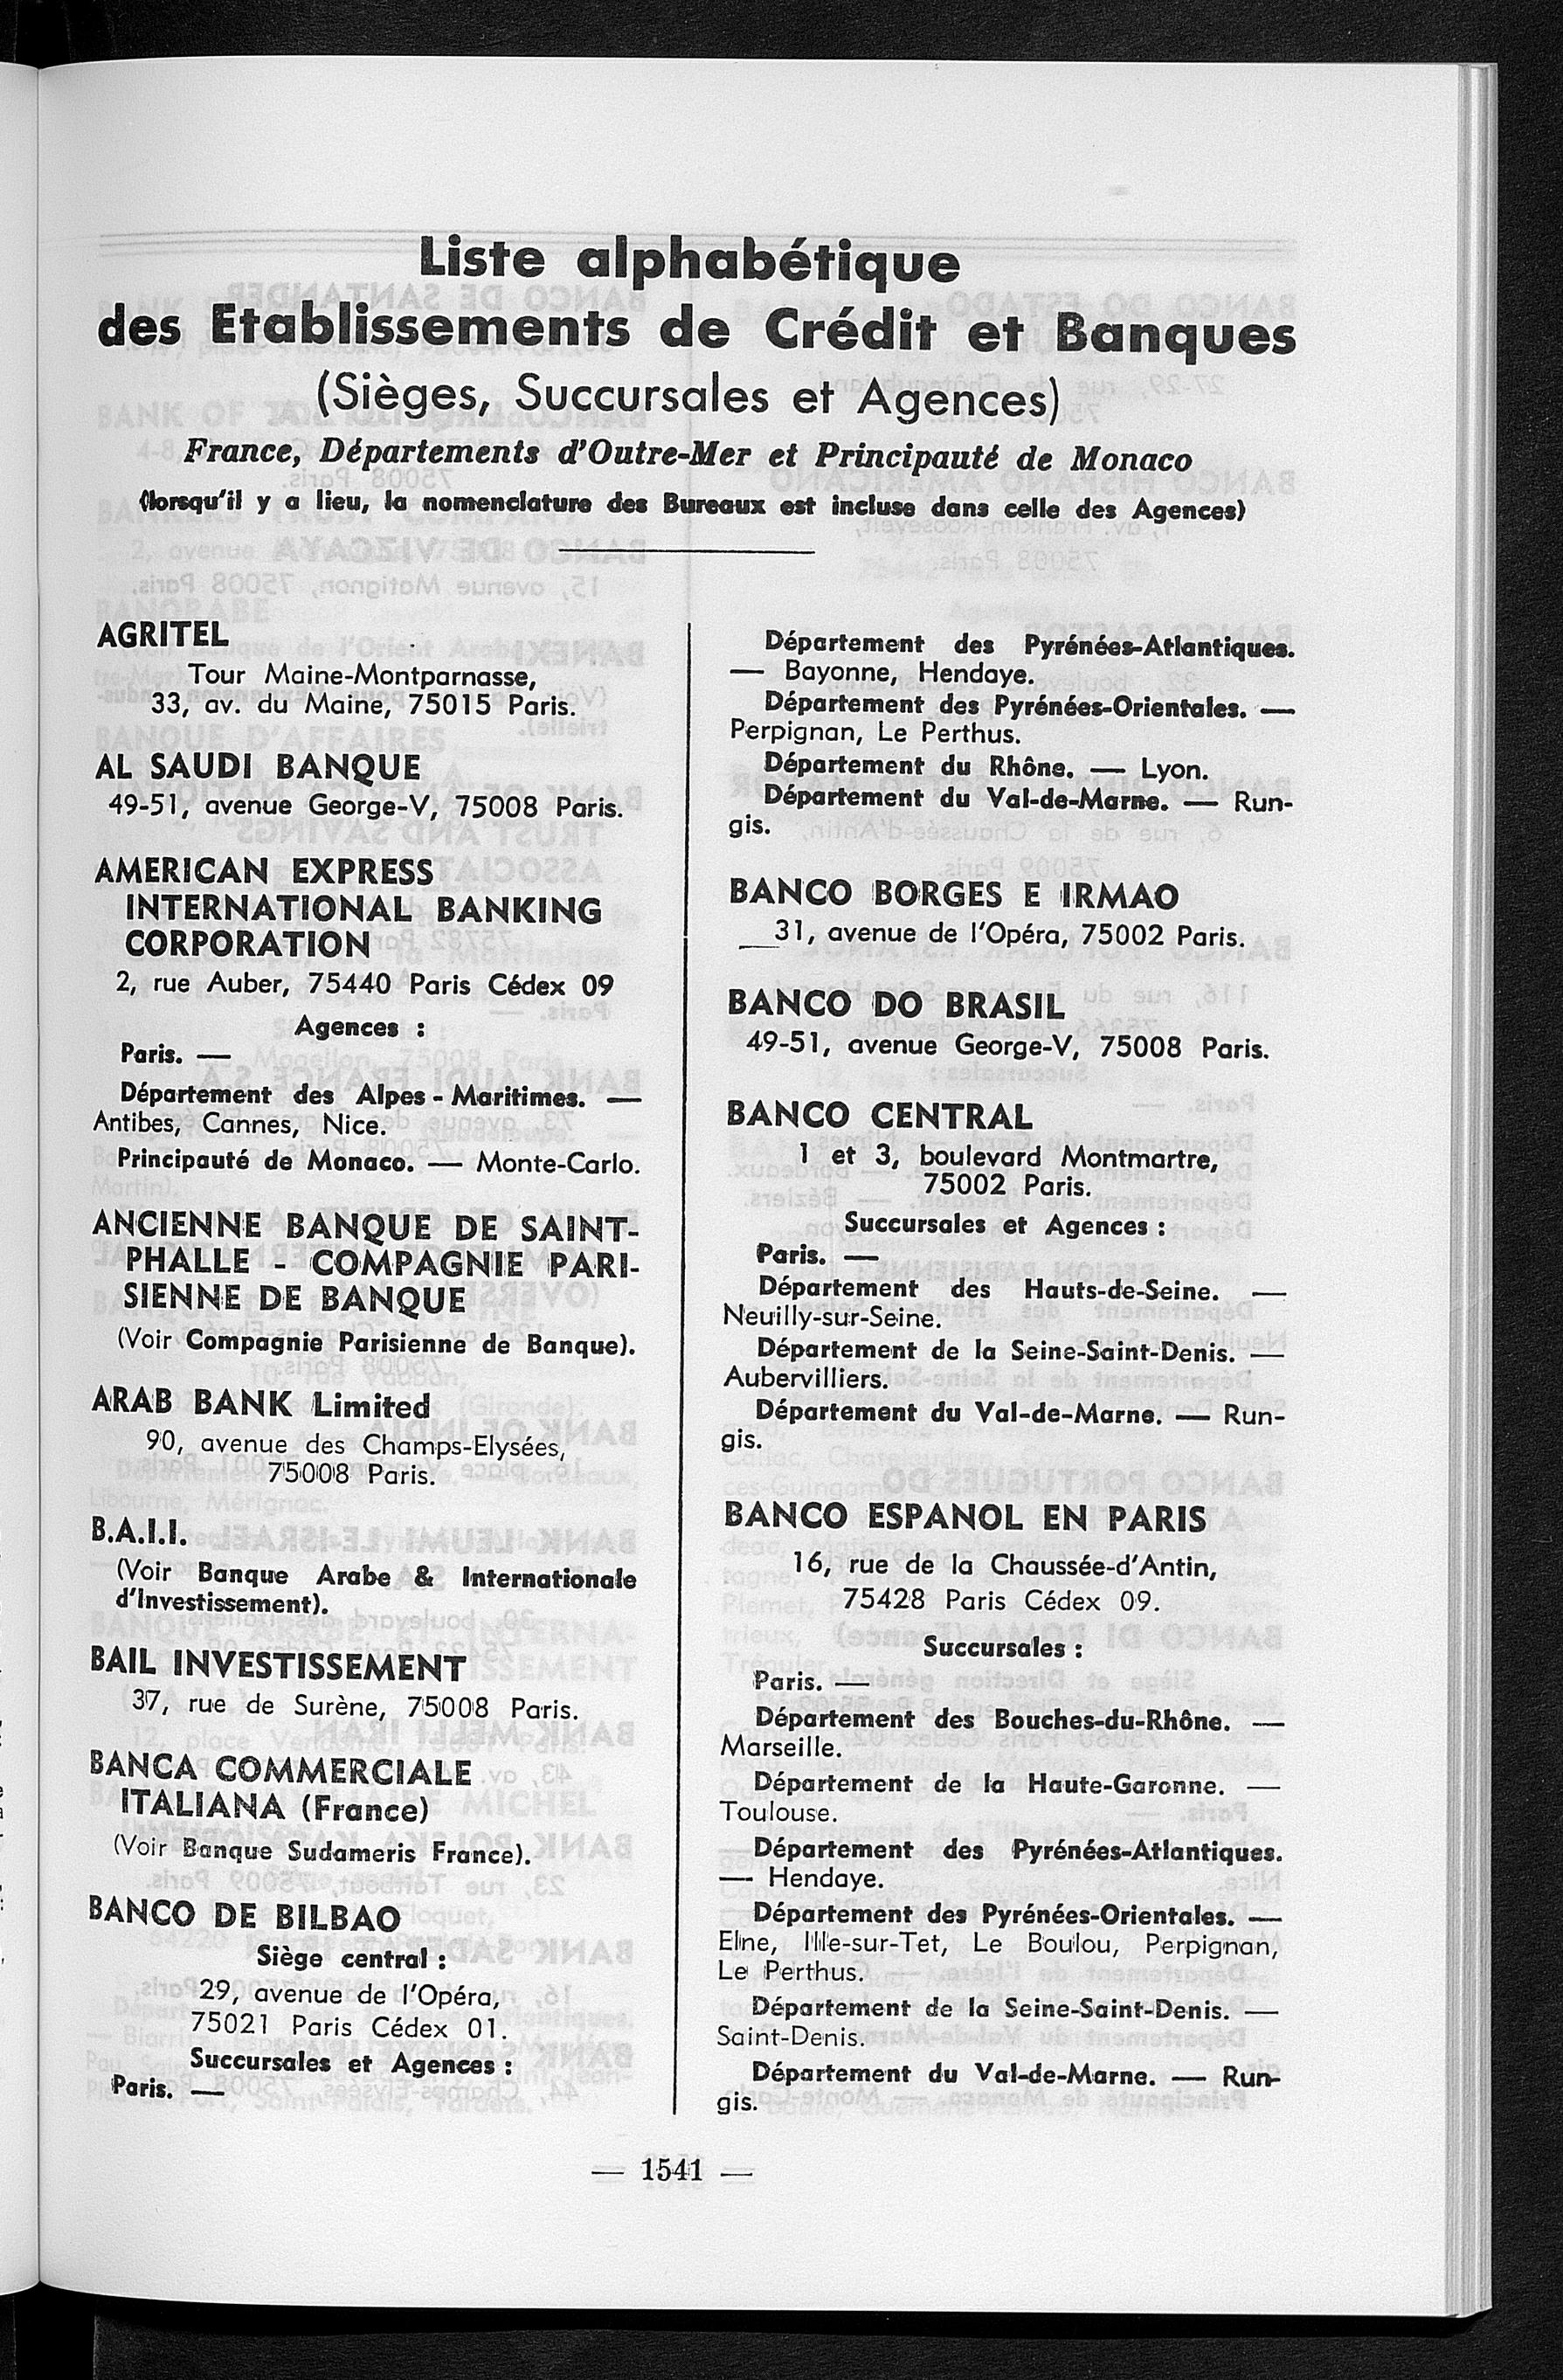 Liste alphabétique
des Etablissements de Crédit et Banques
(Sièges, Succursales et Agences)
France, Départements d'Outre-Mer et Principauté de Monaco
(lorsqu'il y a lieu, la nomenclature des Bureaux est incluse dans celle des Agences)
AGRITEL
Tour Maine-Montparnasse,
33, av. du Maine, 75015 Paris.
AL SAUDI BANQUE
49-51, avenue George-V, 75008 Paris.
AMERICAN EXPRESS
INTERNATIONAL BANKING
CORPORATION
2, rue Auber, 75440 Paris Cédex 09
Agences :
Paris. —
Département des Alpes - Maritimes. —
Antibes, Cannes, Nice.
Principauté de Monaco. — Monte-Carlo.
ANCIENNE BANQUE DE SAINT-
PHALLE - COMPAGNIE PARI-
SIENNE DE BANQUE
(Voir Compagnie Parisienne de Banque).
ARAB BANK Limited
90, avenue des Champs-Elysées,
75008 Paris.
B.A.I.I.
(Voir Banque Arabe & Internationale
d'Investissement).
BAIL INVESTISSEMENT
37, rue de Surène, 75008 Paris.
BANCA COMMERCIALE
ITALIANA (France)
(Voir Banque Sudameris France).
BANCO DE BILBAO
Siège central :
29, avenue de l'Opéra,
75021 Paris Cédex 01.
Succursales et Agences :
Paris. —
Département des Pyrénées-Atlantiques.
— Bayonne, Hendaye.
Département des Pyrénées-Orientales. —
Perpignan, Le Perthus.
Département du Rhône. — Lyon.
Département du Val-de-Marne. — Run-
gis.
BANCO BORGES E IRMAO
31, avenue de l'Opéra, 75002 Paris.
BANCO DO BRASIL
49-51, avenue George-V, 75008 Paris.
BANCO CENTRAL
1 et 3, boulevard Montmartre,
75002 Paris.
Succursales et Agences :
Paris. —
Département des Hauts-de-Seine. —
Neuilly-sur-Seine.
Département de la Seine-Saint-Denis. —
Aubervilliers.
Département du Val-de-Marne. — Run-
gis.
BANCO ESPANOL EN PARIS
16, rue de la Chaussée-d'Antin,
75428 Paris Cédex 09.
Succursales :
Paris. —
Département des Bouches-du-Rhône. —
Marseille.
Département de la Haute-Garonne. —
Toulouse.
Département des Pyrénées-Atlantiques.
— Hendaye.
Département des Pyrénées-Orientales. —
Elne, Ille-sur-Tet, Le Boulou, Perpignan,
Le Perthus.
Département de la Seine-Saint-Denis. —
Saint-Denis.
Département du Val-de-Marne. — Run-
gis.
— 1541 —